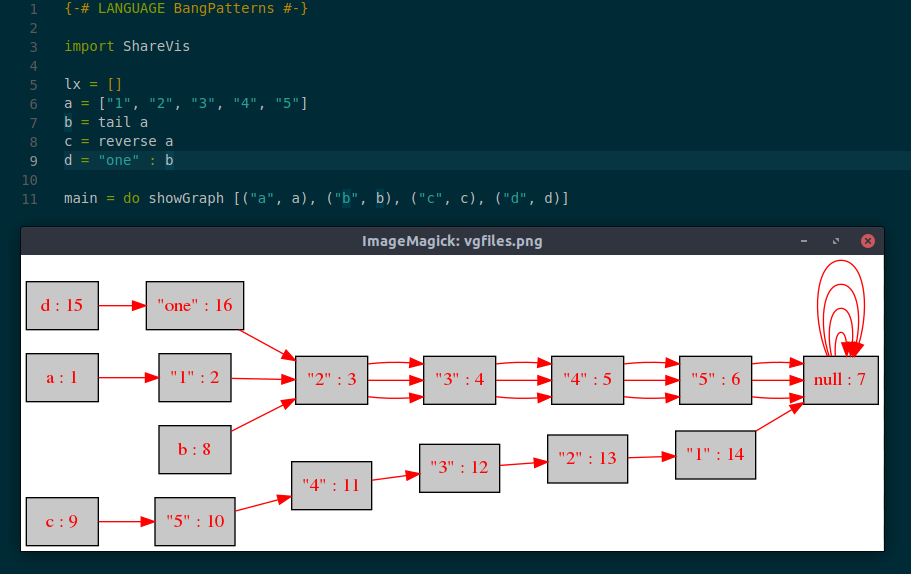 1 {-# LANGUAGE BangPatterns #-}
2
3 import ShareVis
4
5 lx = []
6 a = ["1", "2", "3", "4", "5"]
7 b = tail a
8 c = reverse a
9 d = "one" : b
10
11 main = do showGraph [("a", a), ("b", b), ("c", c), ("d", d)]
ImageMagick: vgfiles.png
d : 15
"one" : 16
a : 1
"1" : 2
"2" : 3
"3" : 4
"4" : 5
"5" : 6
null : 7
b : 8
"4" : 11
"3" : 12
"2" : 13
"1" : 14
c : 9
"5" : 10